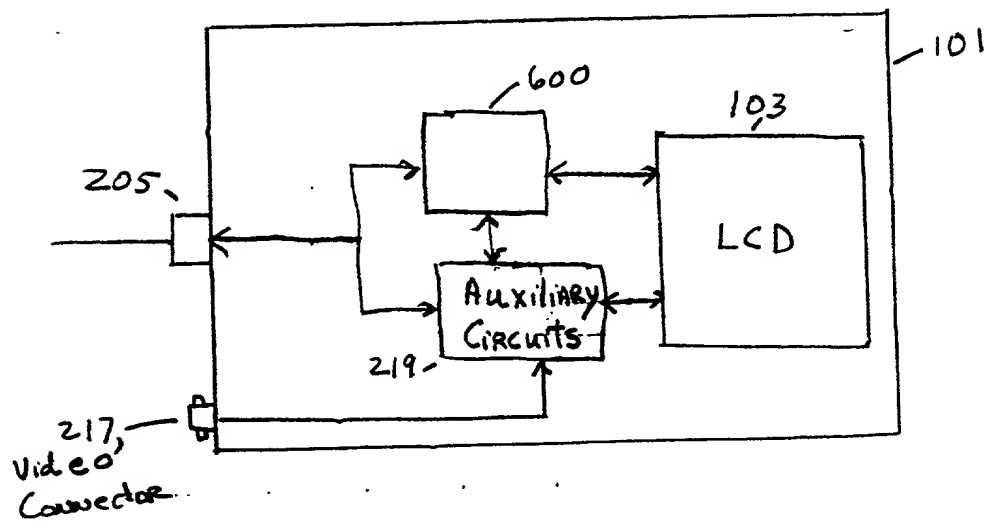 101
600
103
205
LCD
Auxiliary
Circuits
219
217,
Video
Connector